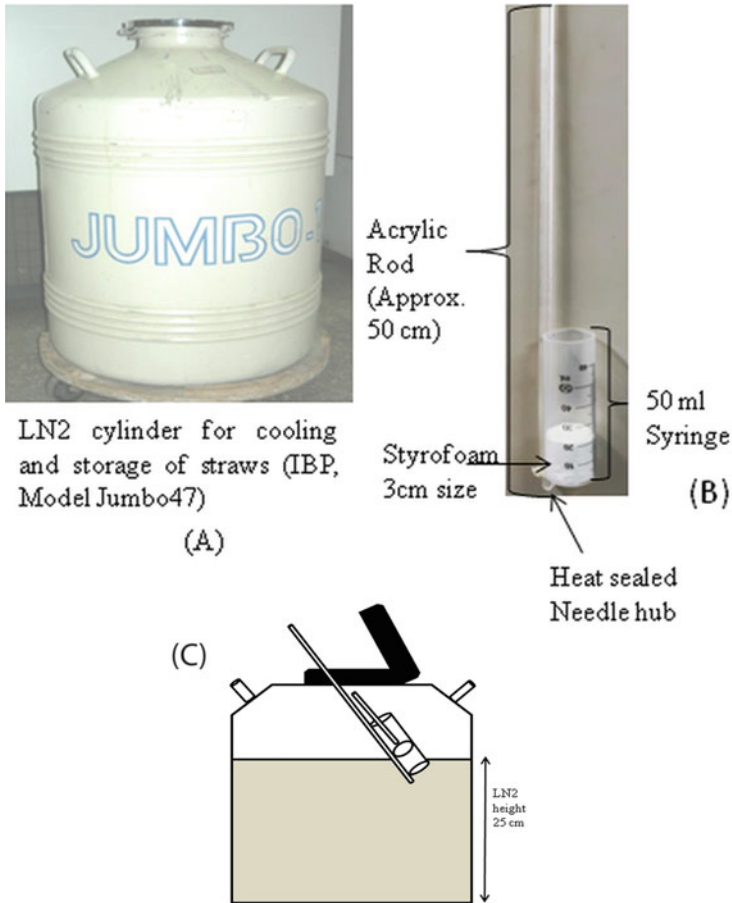 JUMBO-
LN2 cylinder for cooling
and storage of straws (IBP,
Model Jumbo47)
(A)
Acrylic
Rod
(Approx.
50 cm)
50 ml
Syringe
Styrofoam
3cm size
(B)
Heat sealed
Needle hub
(C)
LN2
height
25 cm